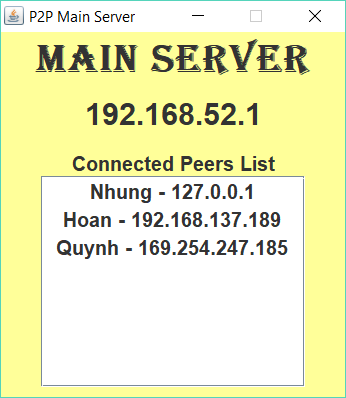 P2P Main Server
MAIN SERVER
192.168.52.1
Connected Peers List
Nhung - 127.0.0.1
Hoan - 192.168.137.189
Quynh - 169.254.247.185